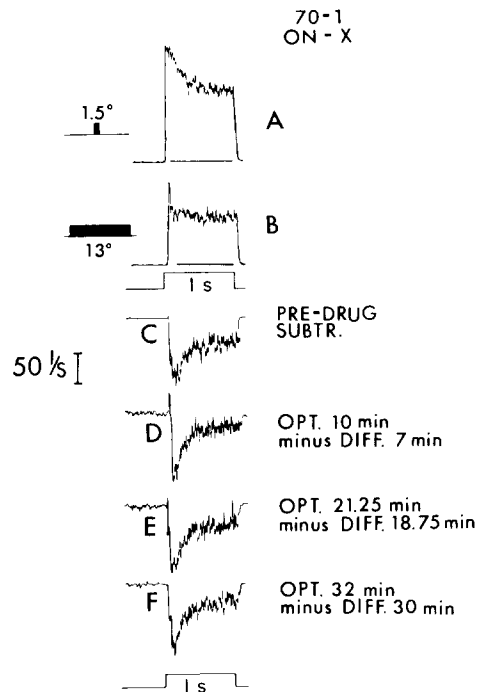 70-1
ON - X
1.5°
A
13°
B
1 s
C
PRE-DRUG
SUBTR.
50 1/S
D
OPT. 10 min
minus DIFF. 7 min
E
OPT. 21.25 min
minus DIFF. 18.75 min
F
OPT. 32 min
minus DIFF. 30 min
1 s